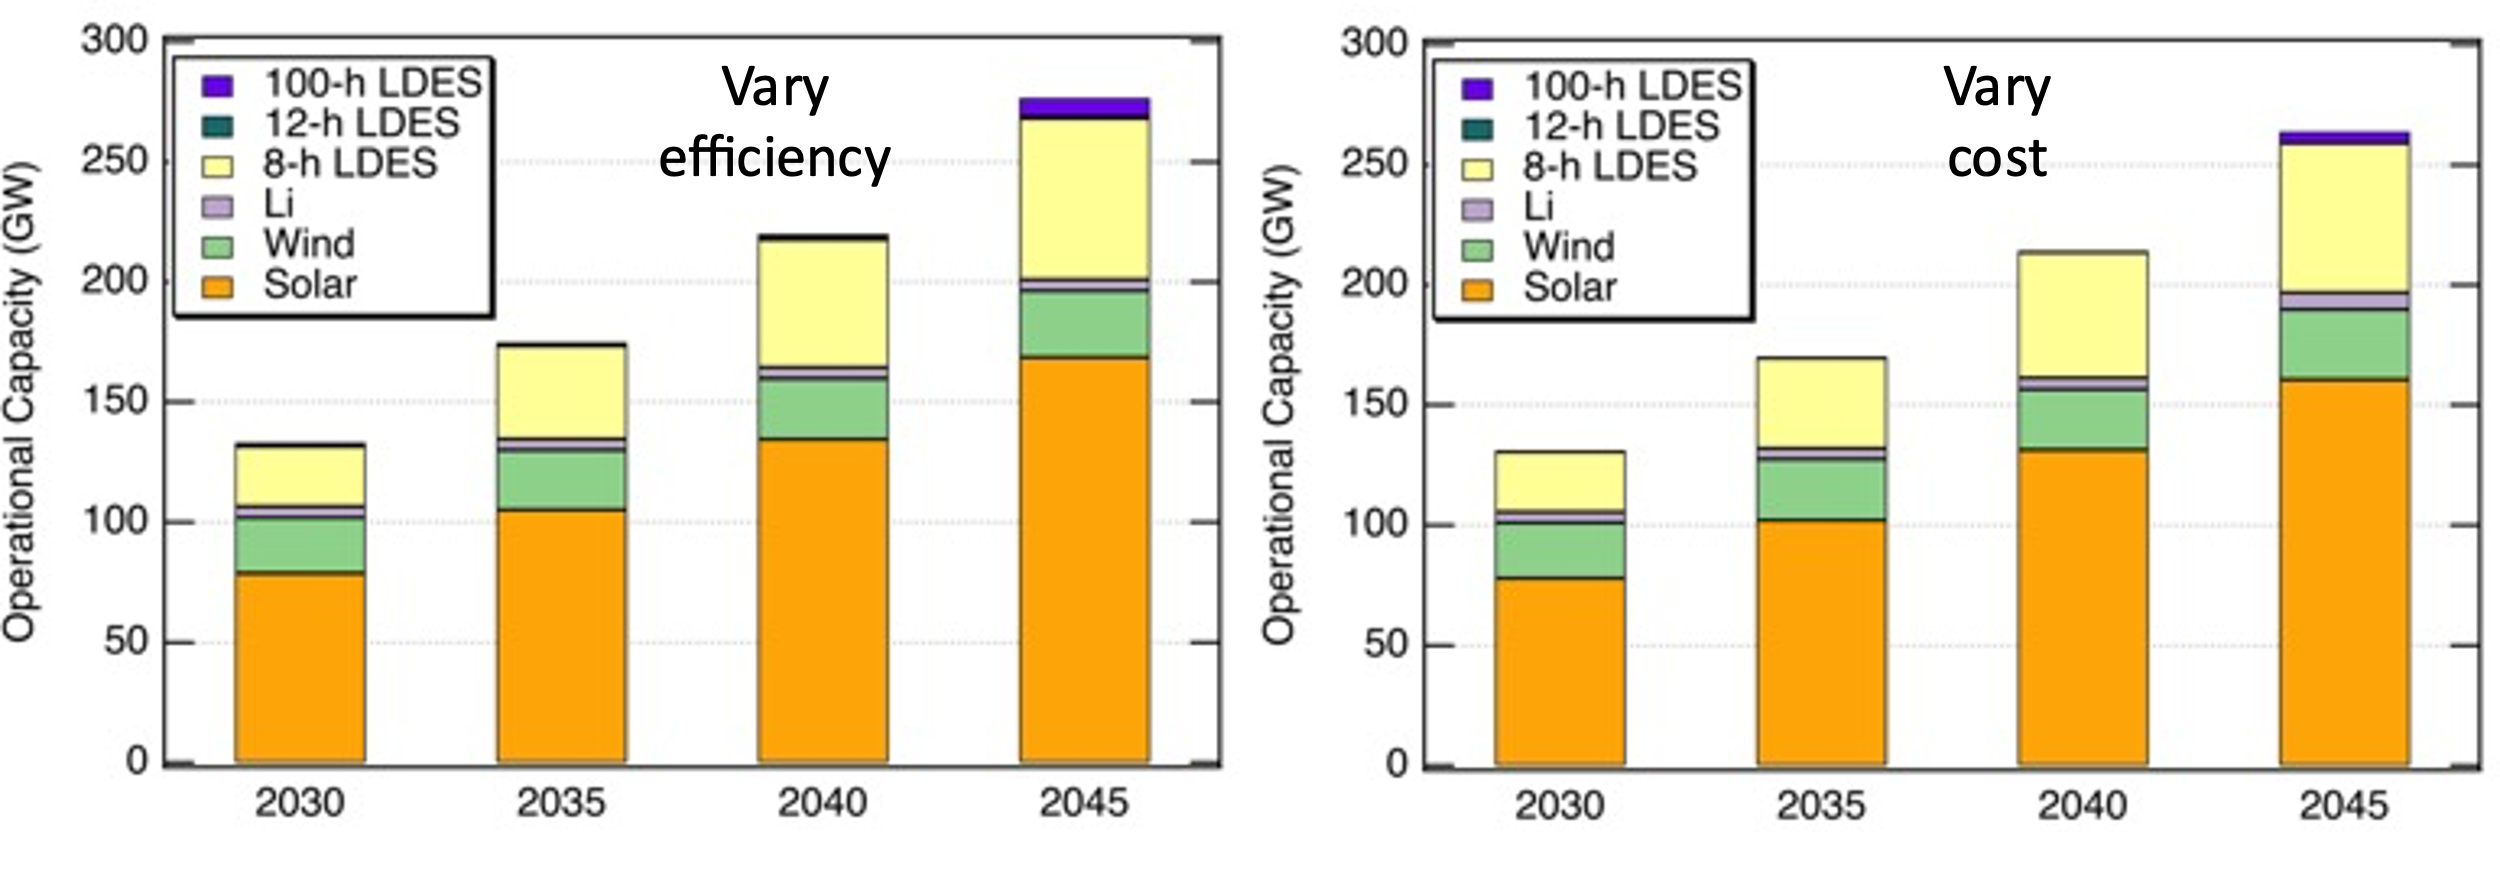 Operational Capacity (GW)
300
250
200
150
100
50
0
100-h LDES
12-h LDES
8-h LDES
Li
Wind
Solar
Vary
efficiency
2030
2035
2040
2045
Operational Capacity (GW)
300
250
200
150
100
50
0
100-h LDES
12-h LDES
8-h LDES
Li
Wind
Solar
Vary
cost
2030
2035
2040
2045